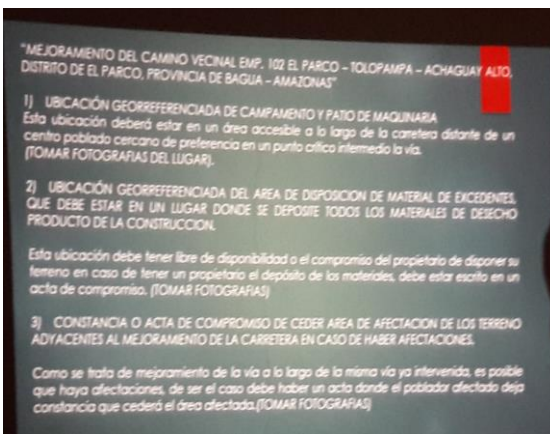 "MEJORAMIENTO DEL CAMINO VECINAL EMP. 102 EL PARCO – TOLOPAMPA – ACHAGUAY ALTO,
DISTRITO DE EL PARCO, PROVINCIA DE BAGUA – AMAZONAS"
1) UBICACIÓN GEORREFERENCIADA DE CAMPAMENTO Y PATIO DE MAQUINARIA
Esta ubicación deberá estar en un área accesible a lo largo de la carretera distante de un
centro poblado cercano de preferencia en un punto crítico intermedio la vía.
(TOMAR FOTOGRAFIAS DEL LUGAR).
2) UBICACIÓN GEORREFERENCIADA DEL AREA DE DISPOSICION DE MATERIAL DE EXCEDENTES,
QUE DEBE ESTAR EN UN LUGAR DONDE SE DEPOSITE TODOS LOS MATERIALES DE DESECHO
PRODUCTO DE LA CONSTRUCCION.
Esta ubicación debe tener libre de disponibilidad o el compromiso del propietario de disponer su
terreno en caso de tener un propietario el depósito de los materiales, debe estar escrito en un
acta de compromiso. (TOMAR FOTOGRAFIAS)
3) CONSTANCIA O ACTA DE COMPROMISO DE CEDER AREA DE AFECTACION DE LOS TERRENO
ADYACENTES AL MEJORAMIENTO DE LA CARRETERA EN CASO DE HABER AFECTACIONES.
Como se trata de mejoramiento de la vía a lo largo de la misma vía ya intervenida, es posible
que haya afectaciones, de ser el caso debe haber un acta donde el poblador afectado deja
constancia que cederá el área afectada.(TOMAR FOTOGRAFIAS)